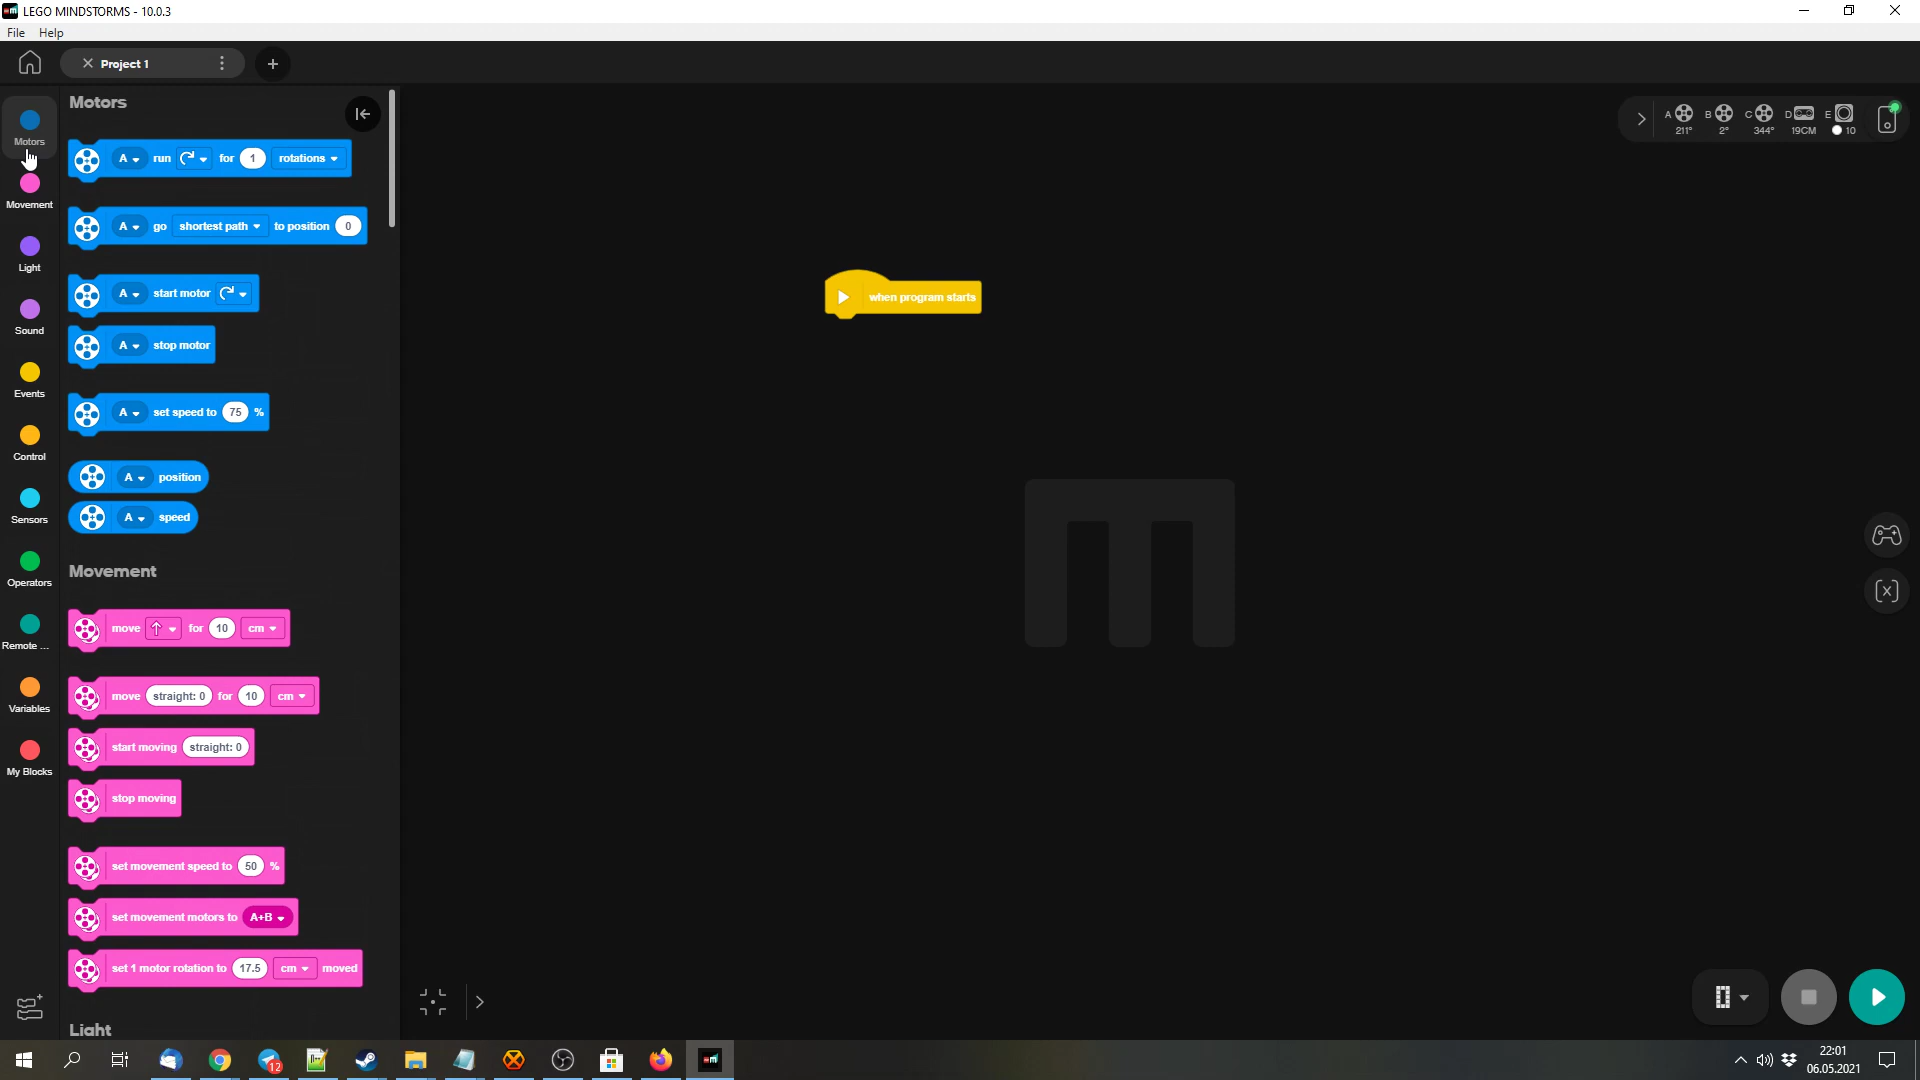 LEGO MINDSTORMS - 10.0.3
File Help
Project 1
Motors
Movement
Light
Sound
Events
Control
Sensors
Operators
Remote ...
Variables
My Blocks
Motors
A run for 1 rotations
A go shortest path to position 0
A start motor
A stop motor
A set speed to 75 %
A position
A speed
Movement
move for 10 cm
move straight: 0 for 10 cm
start moving straight: 0
stop moving
set movement speed to 50 %
set movement motors to A+B
set 1 motor rotation to 17.5 cm moved
Light
when program starts
A B C D E
211° 2° 344° 19CM 10
12
22:01
06.05.2021